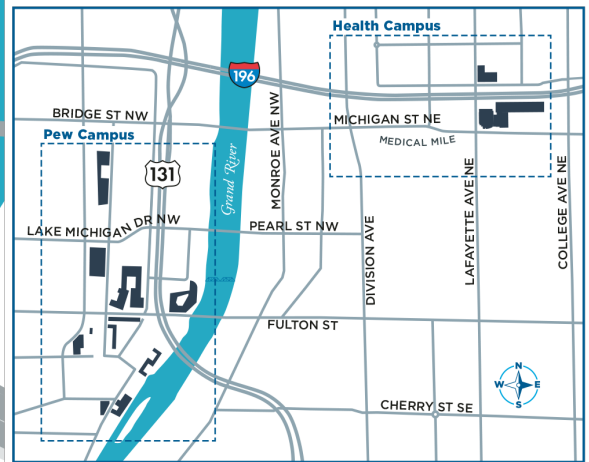 Health Campus
196
BRIDGE ST NW
MICHIGAN ST NE
MEDICAL MILE
Pew Campus
131
Grand River
MONROE AVE NW
LAKE MICHIGAN DR NW
PEARL ST NW
DIVISION AVE
LAFAYETTE AVE NE
COLLEGE AVE NE
FULTON ST
N
W E
S
CHERRY ST SE